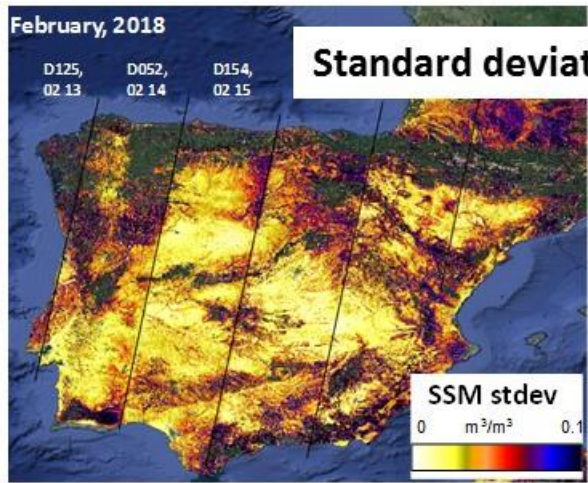 February, 2018
Standard deviat
D125, D052, D154,
02 13 02 14 02 15
SSM stdev
0 m³/m³ 0.1